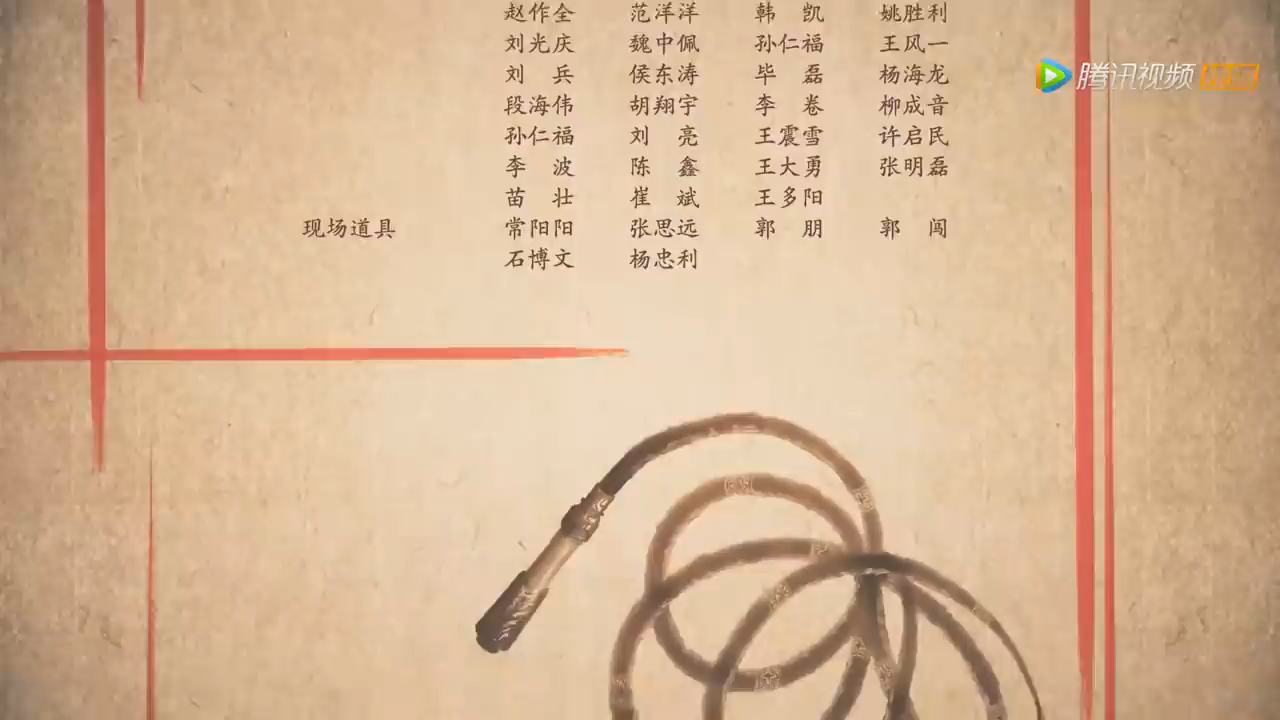 赵作全 范洋洋 韩 凯 姚胜利
刘光庆 魏中佩 孙仁福 王风一
刘 兵 侯东涛 毕 磊 杨海龙
段海伟 胡翔宇 李 卷 柳成音
孙仁福 刘 亮 王震雪 许启民
李 波 陈 鑫 王大勇 张明磊
苗 壮 崔 斌 王多阳
现场道具 常阳阳 张思远 郭 朋 郭 闯
石博文 杨忠利
腾讯视频